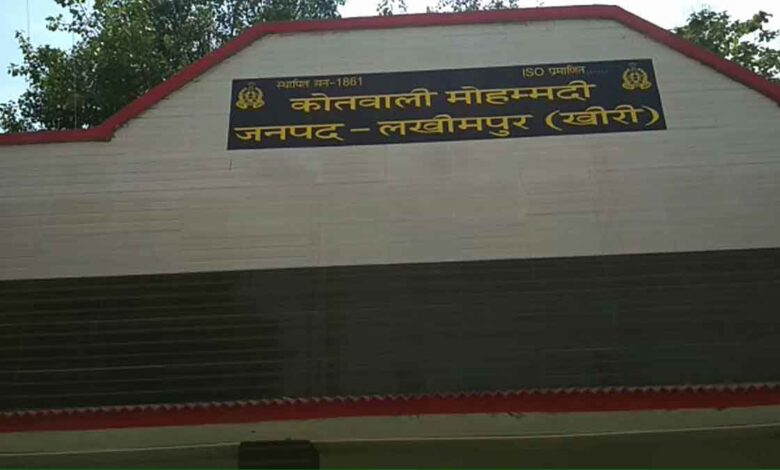 स्थापित सन-1861 ISO प्रमाणित......
कोतवाली मोहम्मदी
जनपद – लखीमपुर (खीरी)